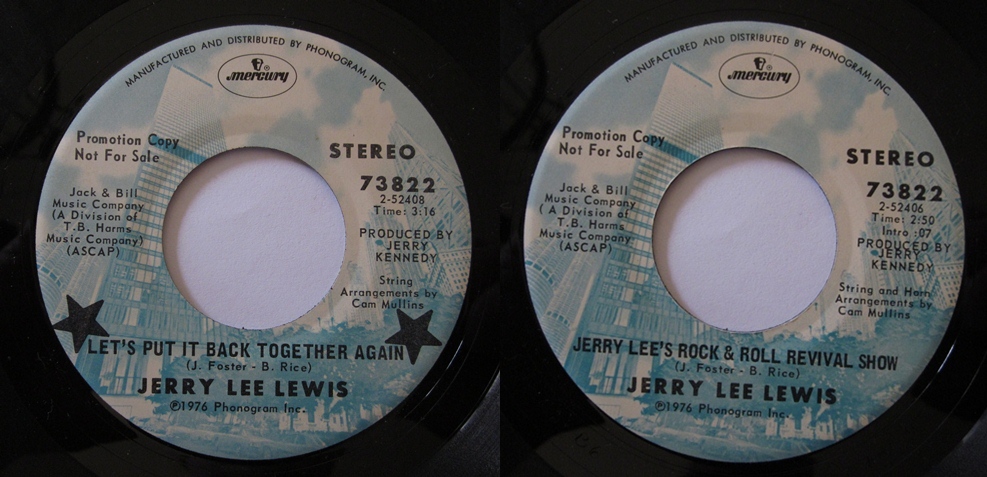 MANUFACTURED AND DISTRIBUTED BY PHONOGRAM, INC.
mercury®
Promotion Copy
Not For Sale
STEREO
73822
2-52408
Time: 3:16
Jack & Bill
Music Company
(A Division of
T.B. Harms
Music Company)
(ASCAP)
PRODUCED BY
JERRY
KENNEDY
String
Arrangements by
Cam Mullins
LET'S PUT IT BACK TOGETHER AGAIN
(J. Foster - B. Rice)
JERRY LEE LEWIS
℗1976 Phonogram Inc.
MANUFACTURED AND DISTRIBUTED BY PHONOGRAM, INC.
mercury®
Promotion Copy
Not For Sale
STEREO
73822
2-52406
Time: 2:50
Intro :07
Jack & Bill
Music Company
(A Division of
T.B. Harms
Music Company)
(ASCAP)
PRODUCED BY
JERRY
KENNEDY
String and Horn
Arrangements by
Cam Mullins
JERRY LEE'S ROCK & ROLL REVIVAL SHOW
(J. Foster - B. Rice)
JERRY LEE LEWIS
℗1976 Phonogram Inc.